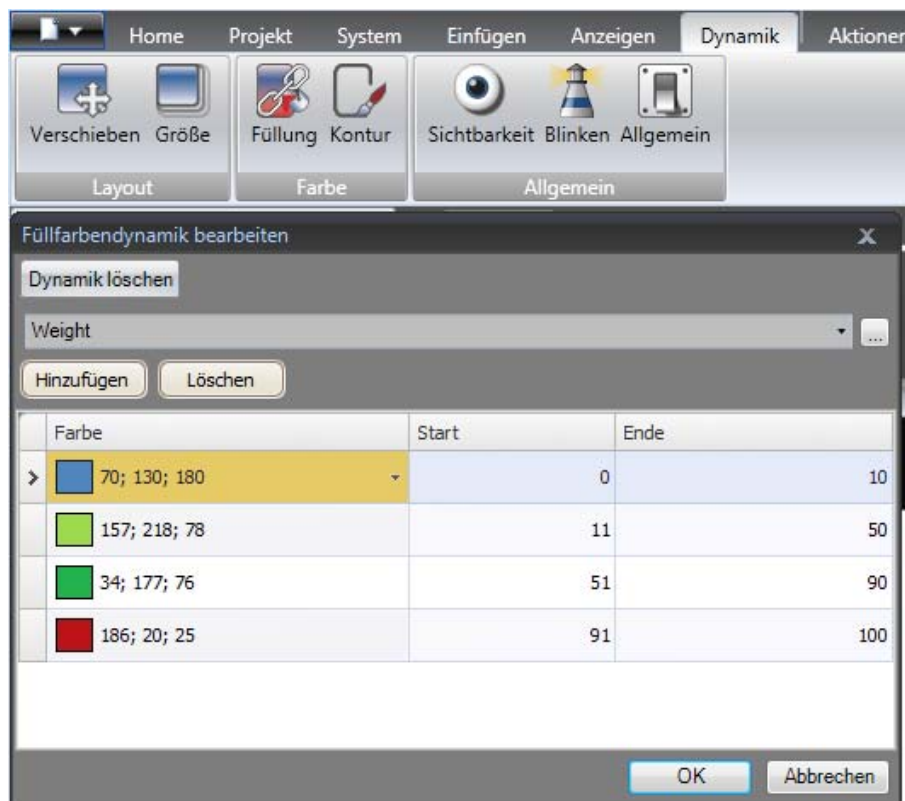 Home Projekt System Einfügen Anzeigen Dynamik Aktionen
Verschieben Größe Füllung Kontur Sichtbarkeit Blinken Allgemein
Layout Farbe Allgemein
Füllfarbendynamik bearbeiten x
Dynamik löschen
Weight ...
Hinzufügen Löschen
Farbe Start Ende
70; 130; 180 0 10
157; 218; 78 11 50
34; 177; 76 51 90
186; 20; 25 91 100
OK Abbrechen